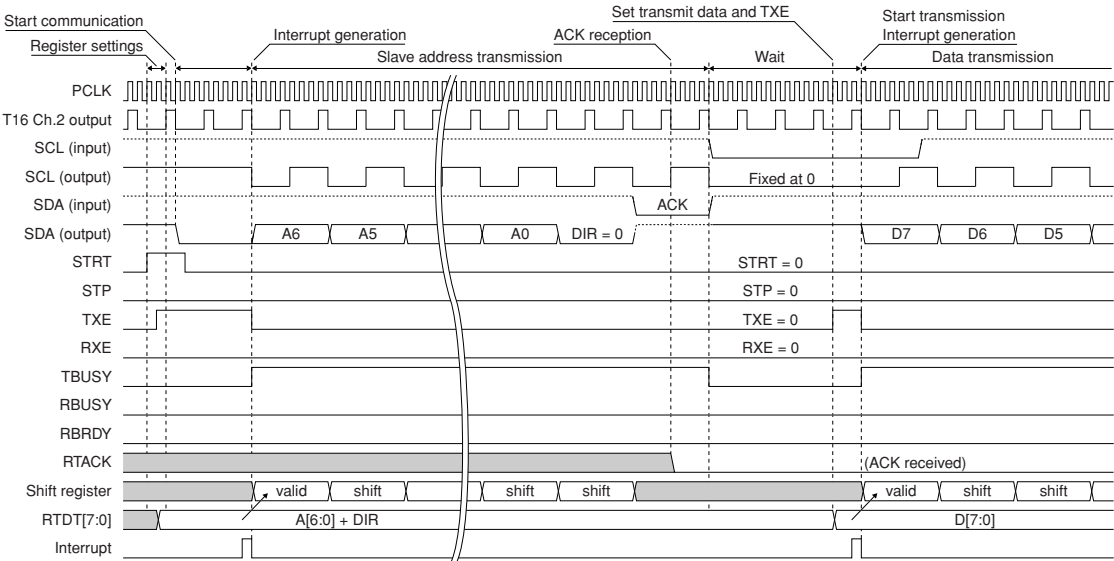 Set transmit data and TXE
Start communication
Start transmission
Register settings
Interrupt generation
ACK reception
Interrupt generation
Slave address transmission
Wait
Data transmission
PCLK
T16 Ch.2 output
SCL (input)
SCL (output)
Fixed at 0
SDA (input)
ACK
SDA (output)
A6
A5
A0
DIR = 0
D7
D6
D5
STRT
STRT = 0
STP
STP = 0
TXE
TXE = 0
RXE
RXE = 0
TBUSY
RBUSY
RBRDY
RTACK
(ACK received)
Shift register
valid
shift
shift
shift
valid
shift
shift
RTDT[7:0]
A[6:0] + DIR
D[7:0]
Interrupt